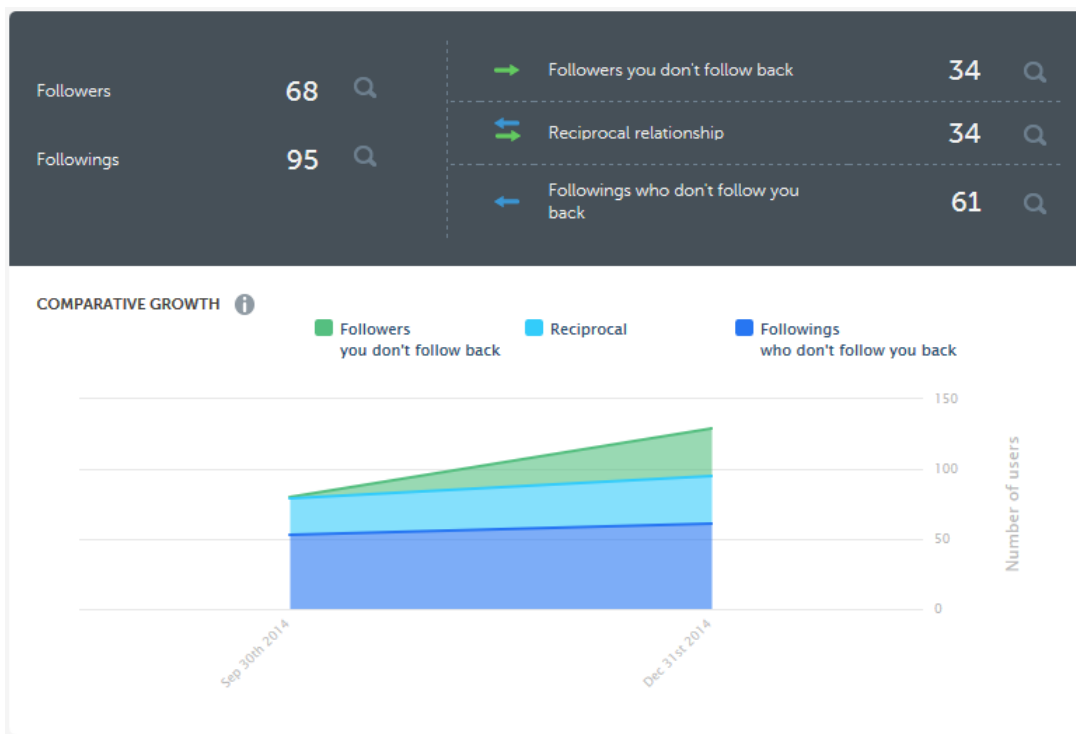 Followers 68
Followings 95
Followers you don't follow back 34
Reciprocal relationship 34
Followings who don't follow you
back 61
COMPARATIVE GROWTH i
Followers
you don't follow back
Reciprocal
Followings
who don't follow you back
150
100
50
0
Number of users
Sep 30th 2014
Dec 31st 2014